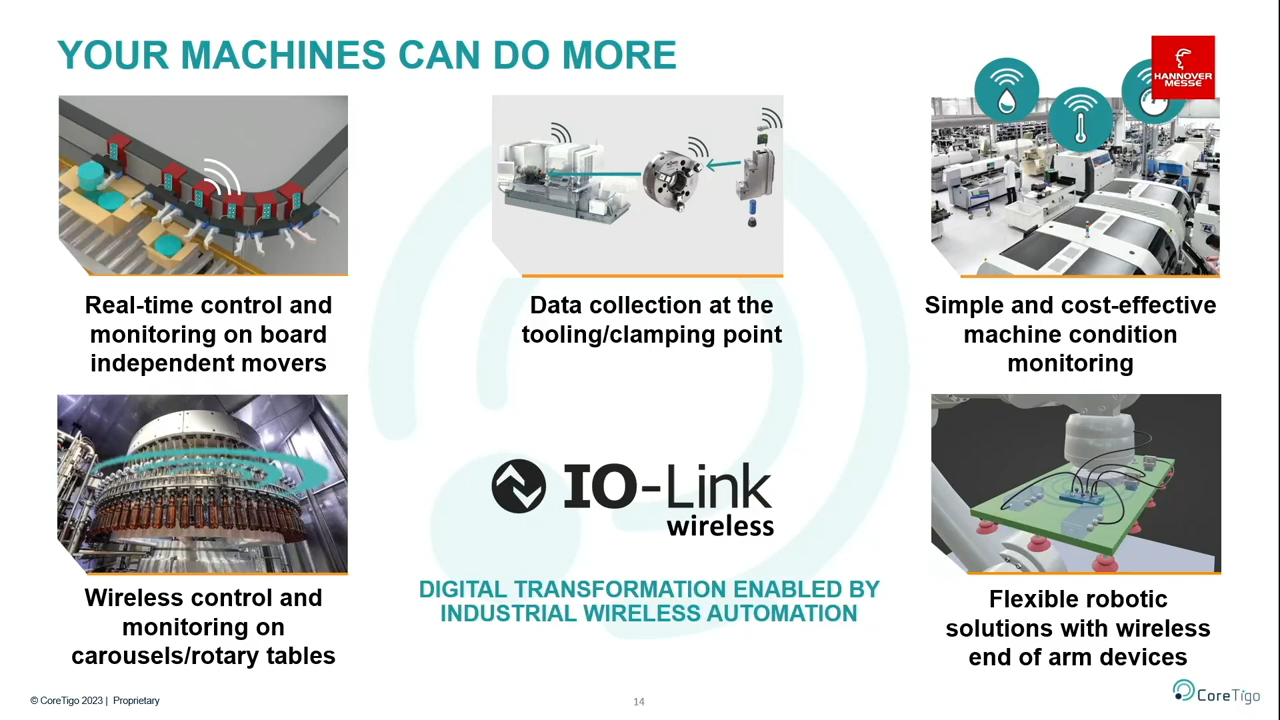 YOUR MACHINES CAN DO MORE
HANNOVER
MESSE
Real-time control and
monitoring on board
independent movers
Data collection at the
tooling/clamping point
Simple and cost-effective
machine condition
monitoring
IO-Link
wireless
DIGITAL TRANSFORMATION ENABLED BY
INDUSTRIAL WIRELESS AUTOMATION
Wireless control and
monitoring on
carousels/rotary tables
Flexible robotic
solutions with wireless
end of arm devices
© CoreTigo 2023 | Proprietary
14
CoreTigo